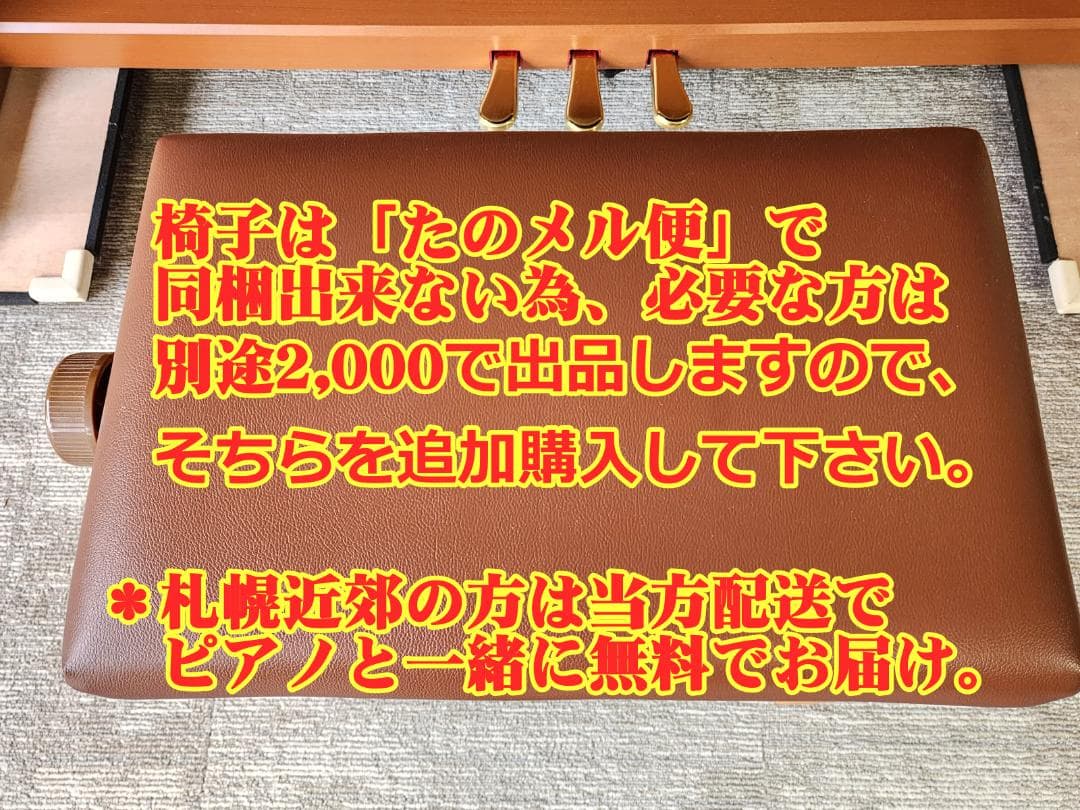 椅子は「たのメル便」で
同梱出来ない為、必要な方は
別途2,000で出品しますので、
そちらを追加購入して下さい。
＊札幌近郊の方は当方配送で
ピアノと一緒に無料でお届け。